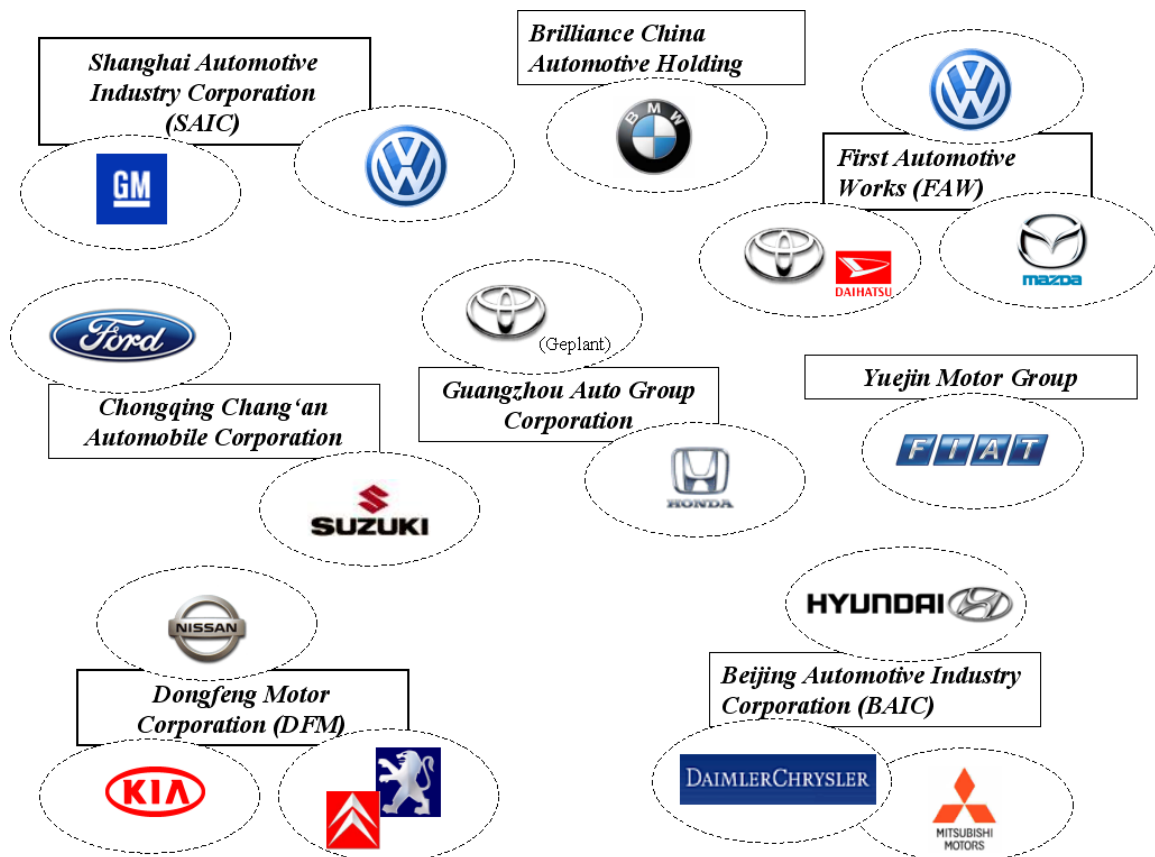 Shanghai Automotive
Industry Corporation
(SAIC)
GM
VW
Brilliance China
Automotive Holding
BMW
VW
First Automotive
Works (FAW)
DAIHATSU
mazda
Ford
Chongqing Chang‘an
Automobile Corporation
SUZUKI
(Geplant)
Guangzhou Auto Group
Corporation
HONDA
Yuejin Motor Group
FIAT
NISSAN
Dongfeng Motor
Corporation (DFM)
KIA
HYUNDAI
Beijing Automotive Industry
Corporation (BAIC)
DAIMLERCHRYSLER
MITSUBISHI
MOTORS